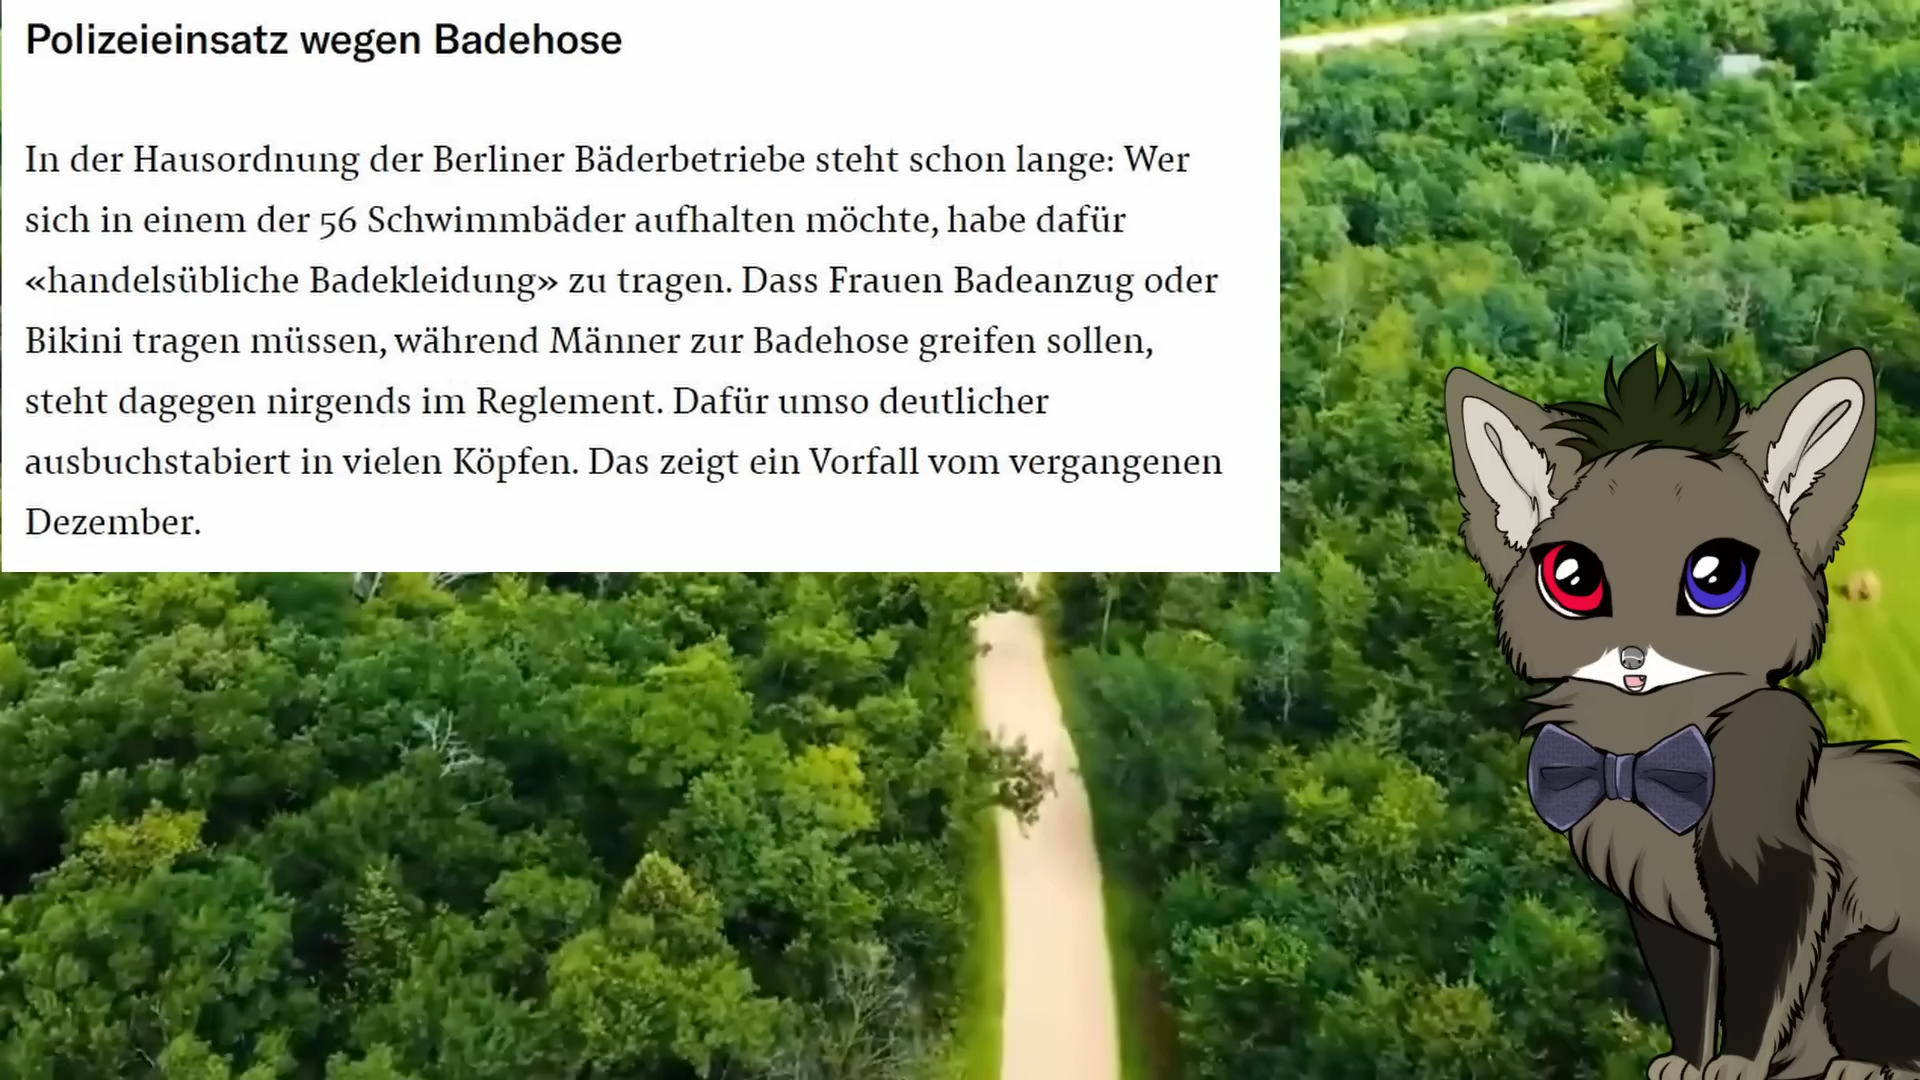 Polizeieinsatz wegen Badehose
In der Hausordnung der Berliner Bäderbetriebe steht schon lange: Wer
sich in einem der 56 Schwimmbäder aufhalten möchte, habe dafür
«handelsübliche Badekleidung» zu tragen. Dass Frauen Badeanzug oder
Bikini tragen müssen, während Männer zur Badehose greifen sollen,
steht dagegen nirgends im Reglement. Dafür umso deutlicher
ausbuchstabiert in vielen Köpfen. Das zeigt ein Vorfall vom vergangenen
Dezember.